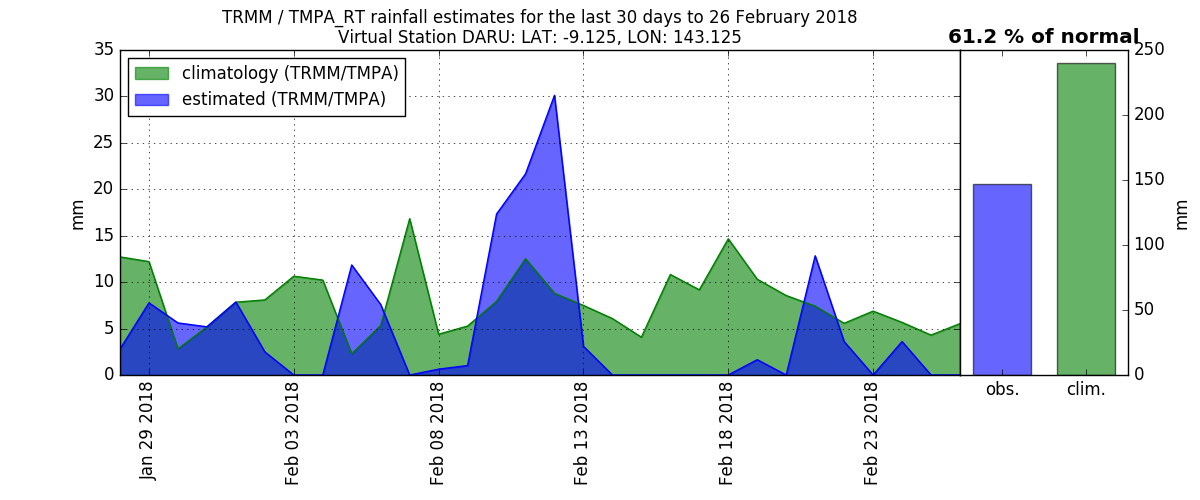 TRMM / TMPA_RT rainfall estimates for the last 30 days to 26 February 2018
Virtual Station DARU: LAT: -9.125, LON: 143.125
61.2 % of normal
climatology (TRMM/TMPA)
estimated (TRMM/TMPA)
35
30
25
20
15
10
5
0
mm
Jan 29 2018
Feb 03 2018
Feb 08 2018
Feb 13 2018
Feb 18 2018
Feb 23 2018
obs.
clim.
250
200
150
100
50
0
mm